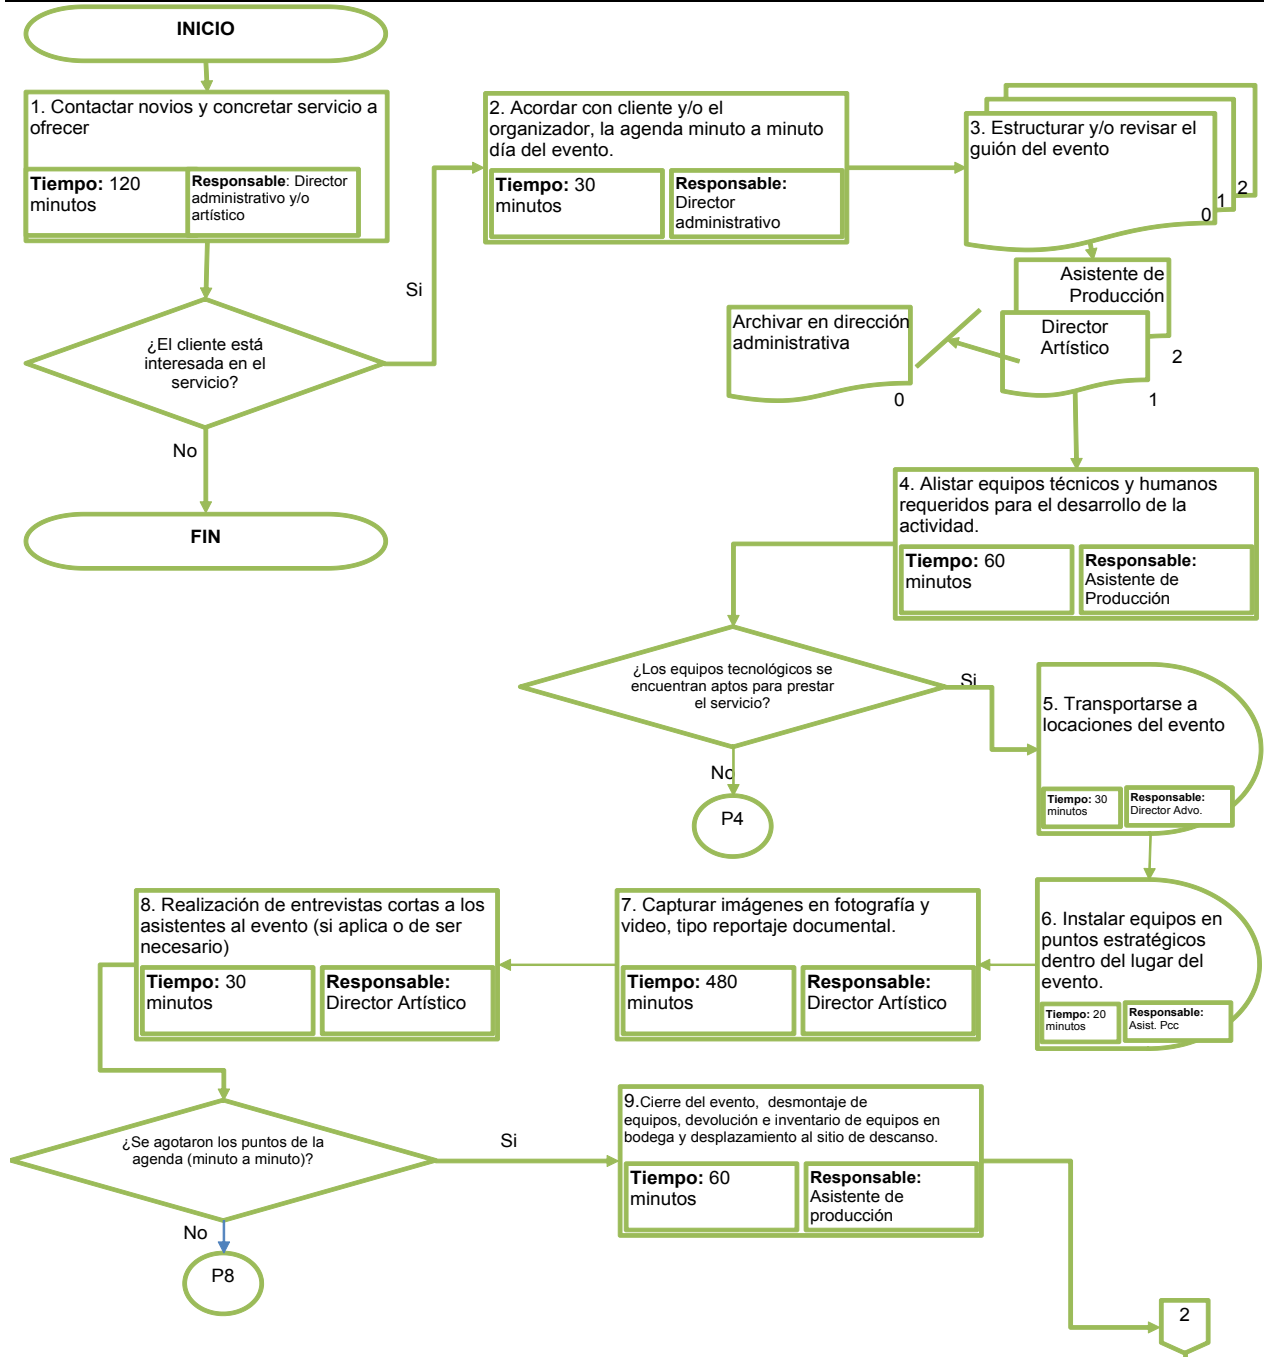 INICIO
1. Contactar novios y concretar servicio a
ofrecer
Tiempo: 120
minutos
Responsable: Director
administrativo y/o
artístico
¿El cliente está
interesada en el
servicio?
Si
No
FIN
2. Acordar con cliente y/o el
organizador, la agenda minuto a minuto
día del evento.
Tiempo: 30
minutos
Responsable:
Director
administrativo
3. Estructurar y/o revisar el
guión del evento
0
1
2
Asistente de
Producción
2
Director
Artístico
1
Archivar en dirección
administrativa
0
4. Alistar equipos técnicos y humanos
requeridos para el desarrollo de la
actividad.
Tiempo: 60
minutos
Responsable:
Asistente de
Producción
¿Los equipos tecnológicos se
encuentran aptos para prestar
el servicio?
Si
No
P4
5. Transportarse a
locaciones del evento
Tiempo: 30
minutos
Responsable:
Director Advo.
6. Instalar equipos en
puntos estratégicos
dentro del lugar del
evento.
Tiempo: 20
minutos
Responsable:
Asist. Pcc
7. Capturar imágenes en fotografía y
video, tipo reportaje documental.
Tiempo: 480
minutos
Responsable:
Director Artístico
8. Realización de entrevistas cortas a los
asistentes al evento (si aplica o de ser
necesario)
Tiempo: 30
minutos
Responsable:
Director Artístico
¿Se agotaron los puntos de la
agenda (minuto a minuto)?
Si
No
P8
9.Cierre del evento, desmontaje de
equipos, devolución e inventario de equipos en
bodega y desplazamiento al sitio de descanso.
Tiempo: 60
minutos
Responsable:
Asistente de
producción
2